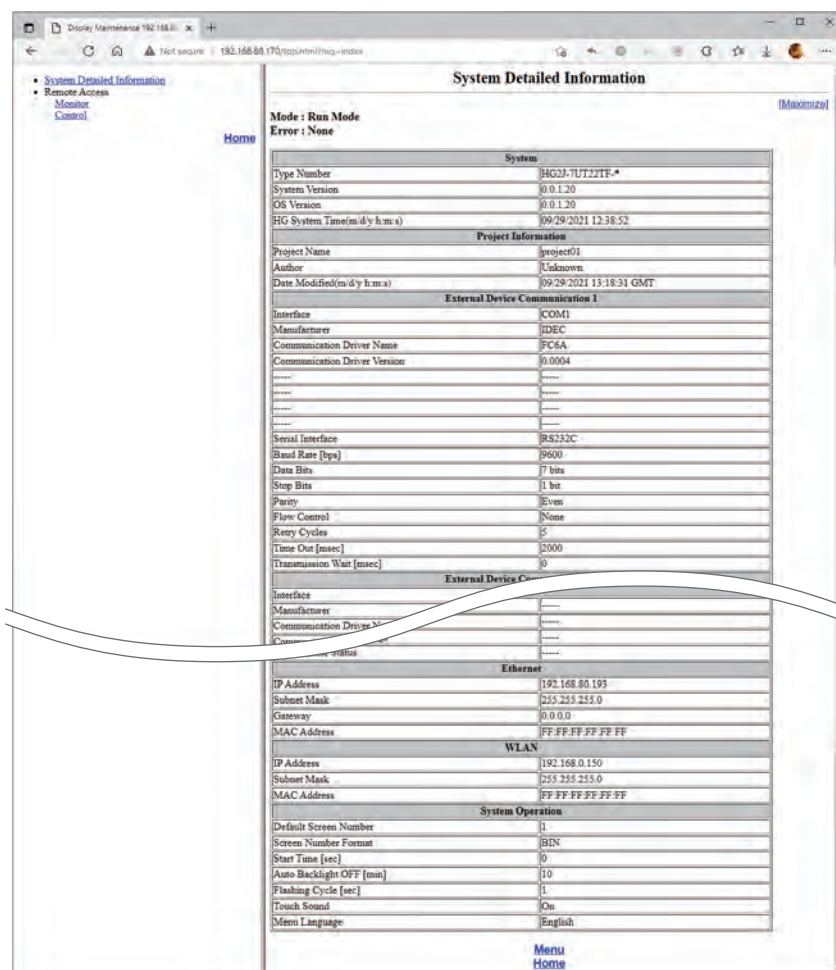 Display Maintenance 192.168.8
Not secure 192.168.80.170
System Detailed Information
Remote Access
Monitor
Control
Home
System Detailed Information
[Maximize]
Mode : Run Mode
Error : None
System
Type Number HG2J-7UT22TF-*
System Version 0.0.1.20
OS Version 0.0.1.20
HG System Time(m/d/y h:m:s) 09/29/2021 12:38:52
Project Information
Project Name project01
Author Unknown
Date Modified(m/d/y h:m:s) 09/29/2021 13:18:31 GMT
External Device Communication 1
Interface COM1
Manufacturer IDEC
Communication Driver Name FC6A
Communication Driver Version 0.0004
----- -----
----- -----
----- -----
----- -----
Serial Interface RS232C
Baud Rate [bps] 9600
Data Bits 7 bits
Stop Bits 1 bit
Parity Even
Flow Control None
Retry Cycles 5
Time Out [msec] 2000
Transmission Wait [msec] 0
External Device
Interface
Manufacturer -----
Communication Driver -----
-----
Status -----
Ethernet
IP Address 192.168.80.193
Subnet Mask 255.255.255.0
Gateway 0.0.0.0
MAC Address FF:FF:FF:FF:FF:FF
WLAN
IP Address 192.168.0.150
Subnet Mask 255.255.255.0
MAC Address FF:FF:FF:FF:FF:FF
System Operation
Default Screen Number 1
Screen Number Format BIN
Start Time [sec] 0
Auto Backlight OFF [min] 10
Flashing Cycle [sec] 1
Touch Sound On
Menu Language English
Menu
Home